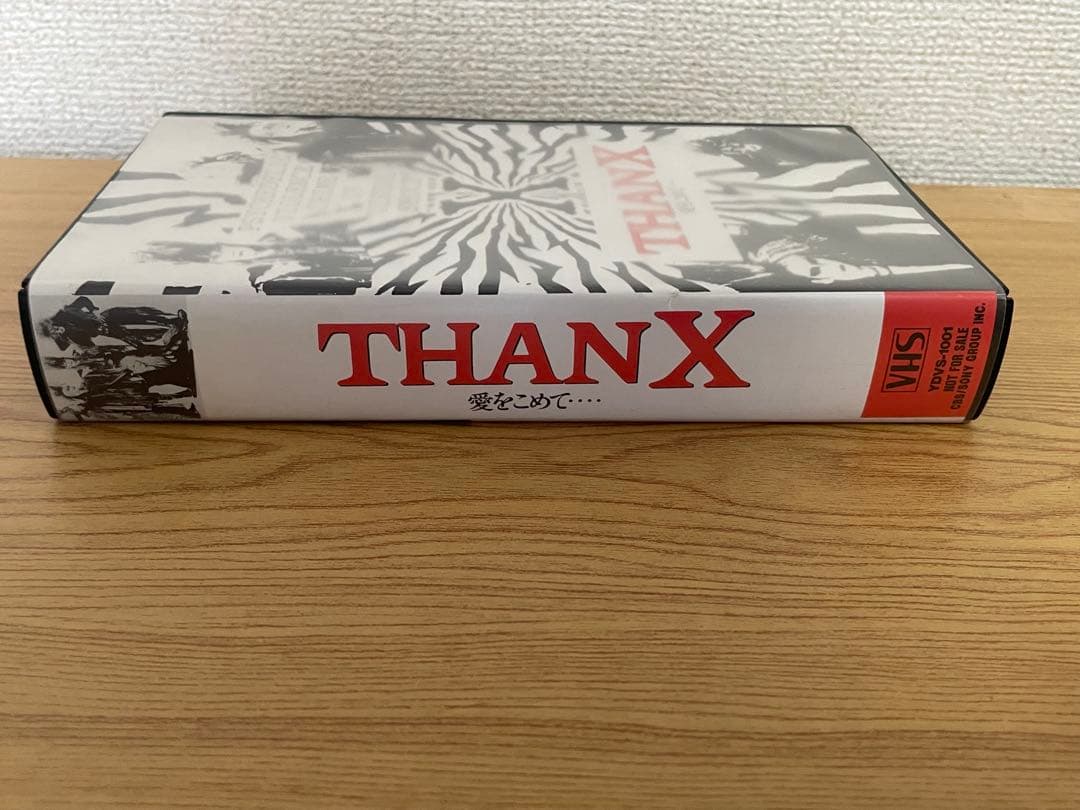 THANX
THANX
愛をこめて‥‥
VHS
YDVS-1001
NOT FOR SALE
CBS/SONY GROUP INC.